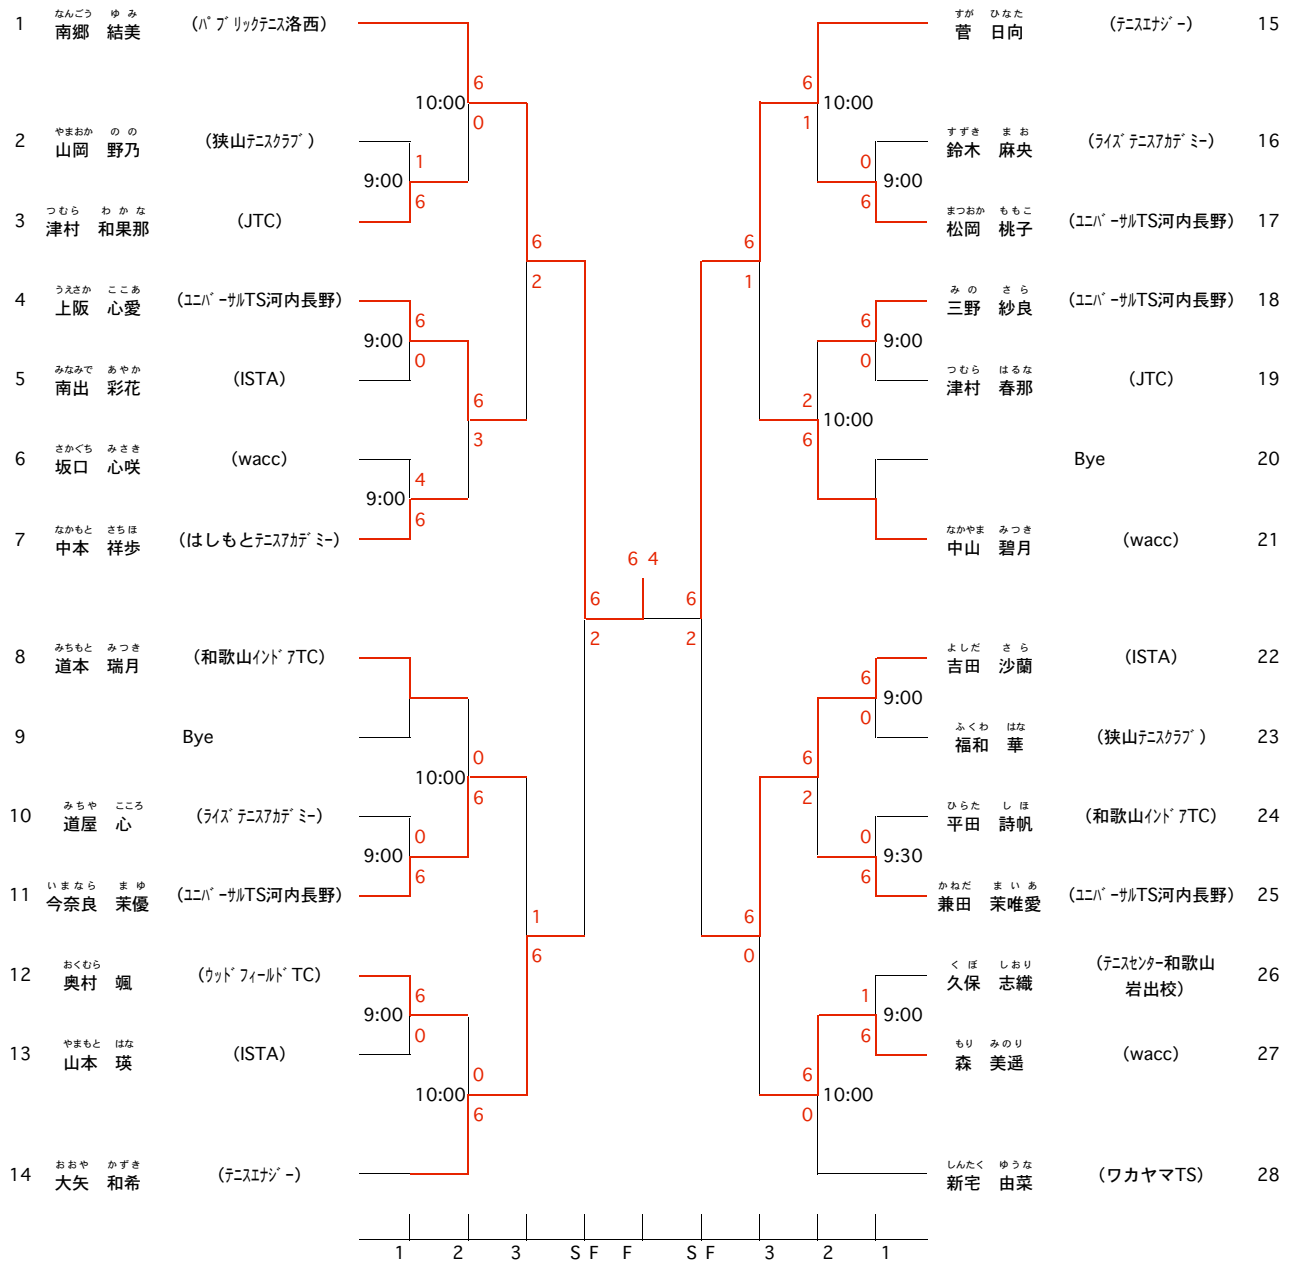 なんごう ゆみ
1 南郷 結美 (ﾊﾟﾌﾞﾘｯｸﾃﾆｽ洛西)
6
10:00
0
やまおか のの
2 山岡 野乃 (狭山ﾃﾆｽｸﾗﾌﾞ)
1
9:00
6
つむら わかな
3 津村 和果那 (JTC)
6
2
うえさか ここあ
4 上阪 心愛 (ﾕﾆﾊﾞｰｻﾙTS河内長野)
6
9:00
0
みなみで あやか
5 南出 彩花 (ISTA)
6
3
さかぐち みさき
6 坂口 心咲 (wacc)
4
9:00
6
なかもと さちほ
7 中本 祥歩 (はしもとﾃﾆｽｱｶﾃﾞﾐｰ)
6 4
6
2
みちもと みつき
8 道本 瑞月 (和歌山ｲﾝﾄﾞｱTC)
9 Bye
0
10:00
6
みちや こころ
10 道屋 心 (ﾗｲｽﾞﾃﾆｽｱｶﾃﾞﾐｰ)
0
9:00
6
いまなら まゆ
11 今奈良 茉優 (ﾕﾆﾊﾞｰｻﾙTS河内長野)
1
6
おくむら
12 奥村 颯 (ｳｯﾄﾞﾌｨｰﾙﾄﾞTC)
6
9:00
0
やまもと はな
13 山本 瑛 (ISTA)
0
10:00
6
おおや かずき
14 大矢 和希 (ﾃﾆｽｴﾅｼﾞｰ)
すが ひなた
菅 日向 (ﾃﾆｽｴﾅｼﾞｰ) 15
6
10:00
1
すずき まお
鈴木 麻央 (ﾗｲｽﾞﾃﾆｽｱｶﾃﾞﾐｰ) 16
0
9:00
6
まつおか ももこ
松岡 桃子 (ﾕﾆﾊﾞｰｻﾙTS河内長野) 17
6
1
みの さら
三野 紗良 (ﾕﾆﾊﾞｰｻﾙTS河内長野) 18
6
9:00
0
つむら はるな
津村 春那 (JTC) 19
2
10:00
6
Bye 20
なかやま みつき
中山 碧月 (wacc) 21
6
2
よしだ さら
吉田 沙蘭 (ISTA) 22
6
9:00
0
ふくわ はな
福和 華 (狭山ﾃﾆｽｸﾗﾌﾞ) 23
6
2
ひらた しほ
平田 詩帆 (和歌山ｲﾝﾄﾞｱTC) 24
0
9:30
6
かねだ まいあ
兼田 茉唯愛 (ﾕﾆﾊﾞｰｻﾙTS河内長野) 25
6
0
くぼ しおり
久保 志織 (ﾃﾆｽｾﾝﾀｰ和歌山 26
岩出校)
1
9:00
6
もり みのり
森 美遥 (wacc) 27
6
10:00
0
しんたく ゆうな
新宅 由菜 (ワカヤマTS) 28
1 2 3 S F F S F 3 2 1